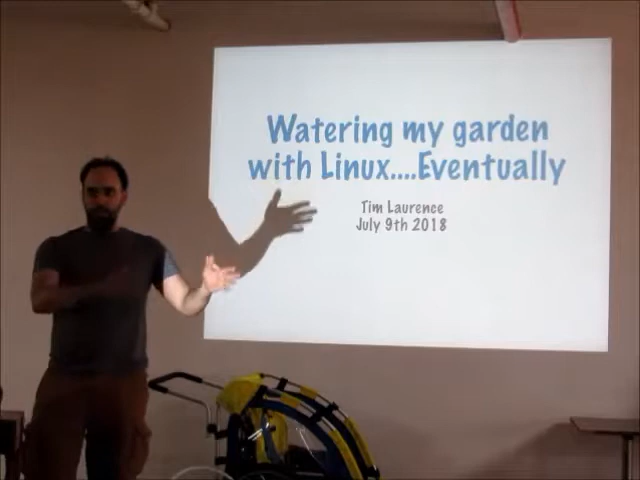 Watering my garden
with Linux....Eventually
Tim Laurence
July 9th 2018